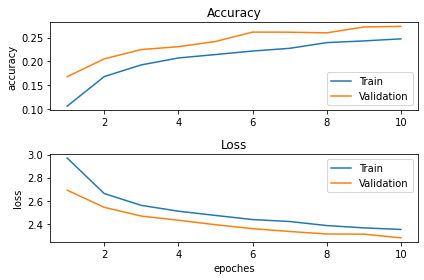 Accuracy
accuracy
0.25
0.20
0.15
0.10
Train
Validation
2
4
6
8
10
Loss
loss
3.0
2.8
2.6
2.4
Train
Validation
2
4
6
8
10
epoches